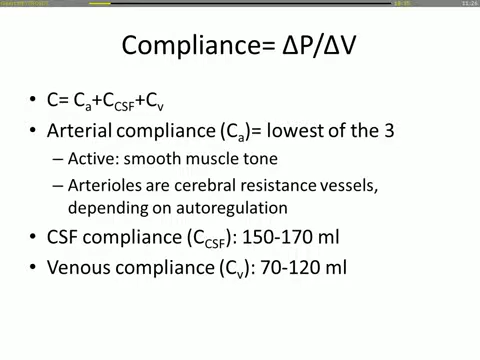 Compliance= ΔP/ΔV
• C= Ca+CCSF+Cv
• Arterial compliance (Ca)= lowest of the 3
– Active: smooth muscle tone
– Arterioles are cerebral resistance vessels,
depending on autoregulation
• CSF compliance (CCSF): 150-170 ml
• Venous compliance (Cv): 70-120 ml